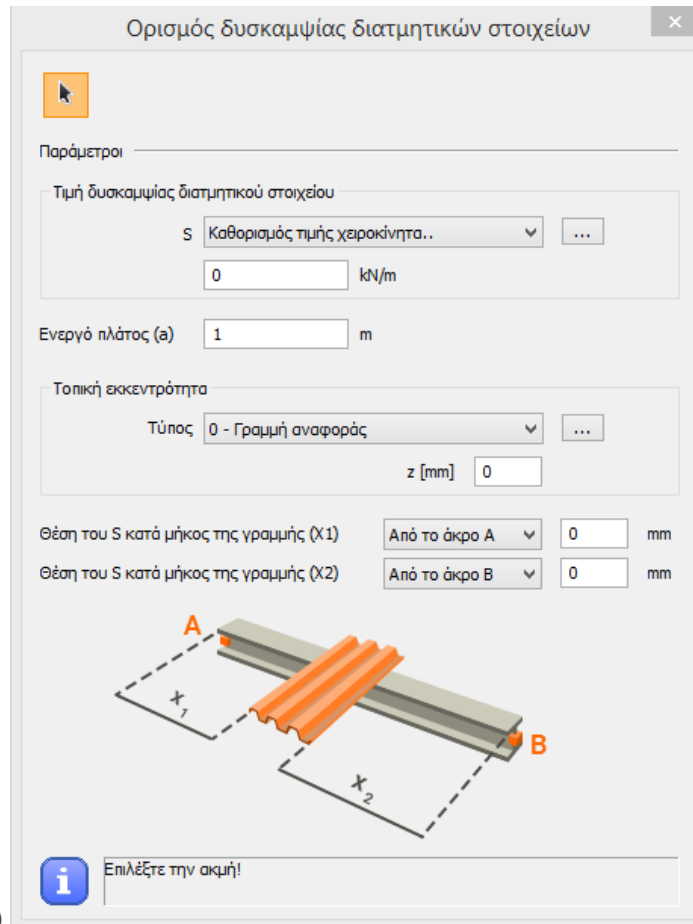 Ορισμός δυσκαμψίας διατμητικών στοιχείων
Παράμετροι
Τιμή δυσκαμψίας διατμητικού στοιχείου
S Καθορισμός τιμής χειροκίνητα.. ...
0 kN/m
Ενεργό πλάτος (a) 1 m
Τοπική εκκεντρότητα
Τύπος 0 - Γραμμή αναφοράς ...
z [mm] 0
Θέση του S κατά μήκος της γραμμής (X1) Από το άκρο A 0 mm
Θέση του S κατά μήκος της γραμμής (X2) Από το άκρο B 0 mm
A
X1
B
X2
i Επιλέξτε την ακμή!
)